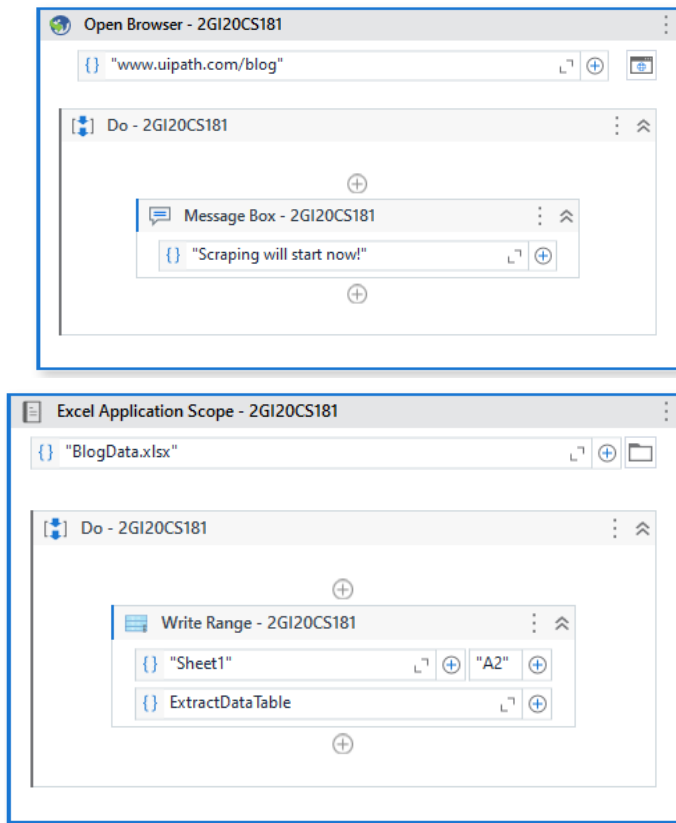 Open Browser - 2GI20CS181
{} "www.uipath.com/blog"
Do - 2GI20CS181
Message Box - 2GI20CS181
{} "Scraping will start now!"
Excel Application Scope - 2GI20CS181
{} "BlogData.xlsx"
Do - 2GI20CS181
Write Range - 2GI20CS181
{} "Sheet1" "A2"
{} ExtractDataTable